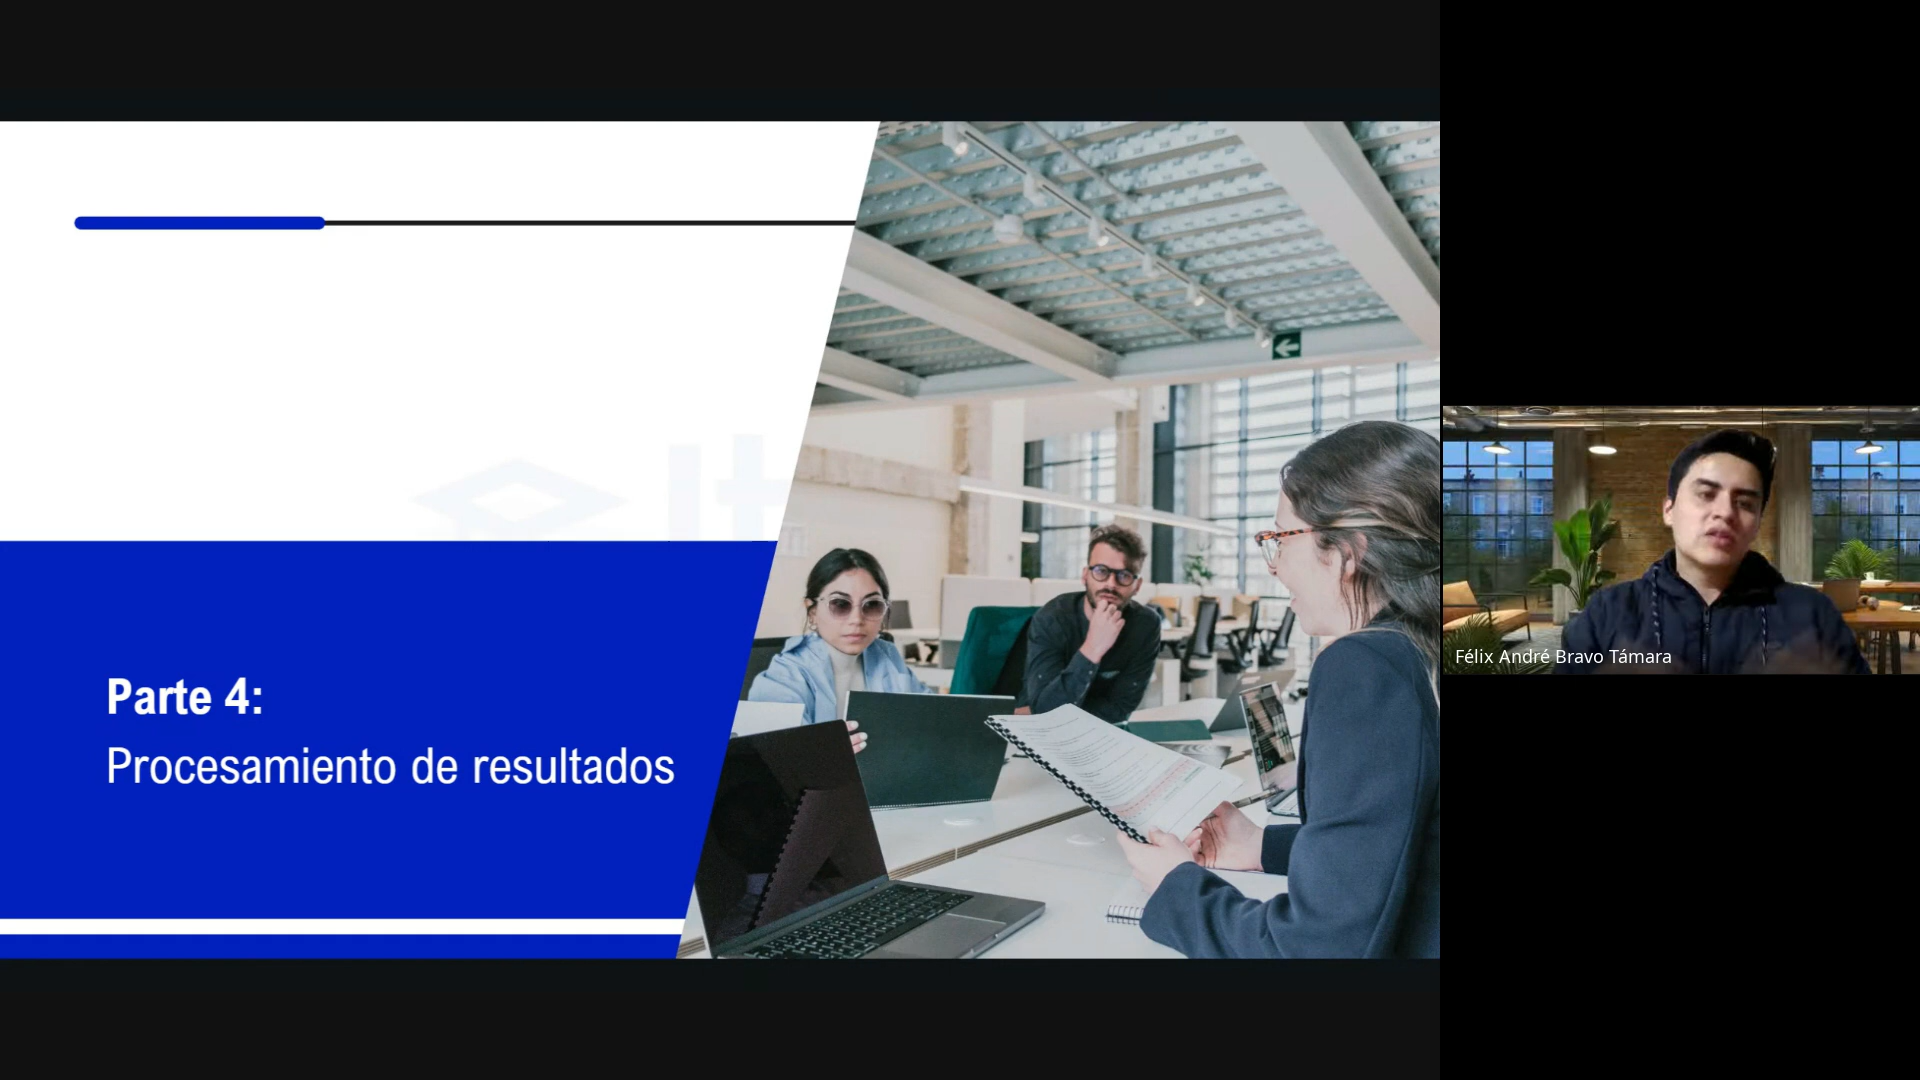 Parte 4:
Procesamiento de resultados
Félix André Bravo Támara